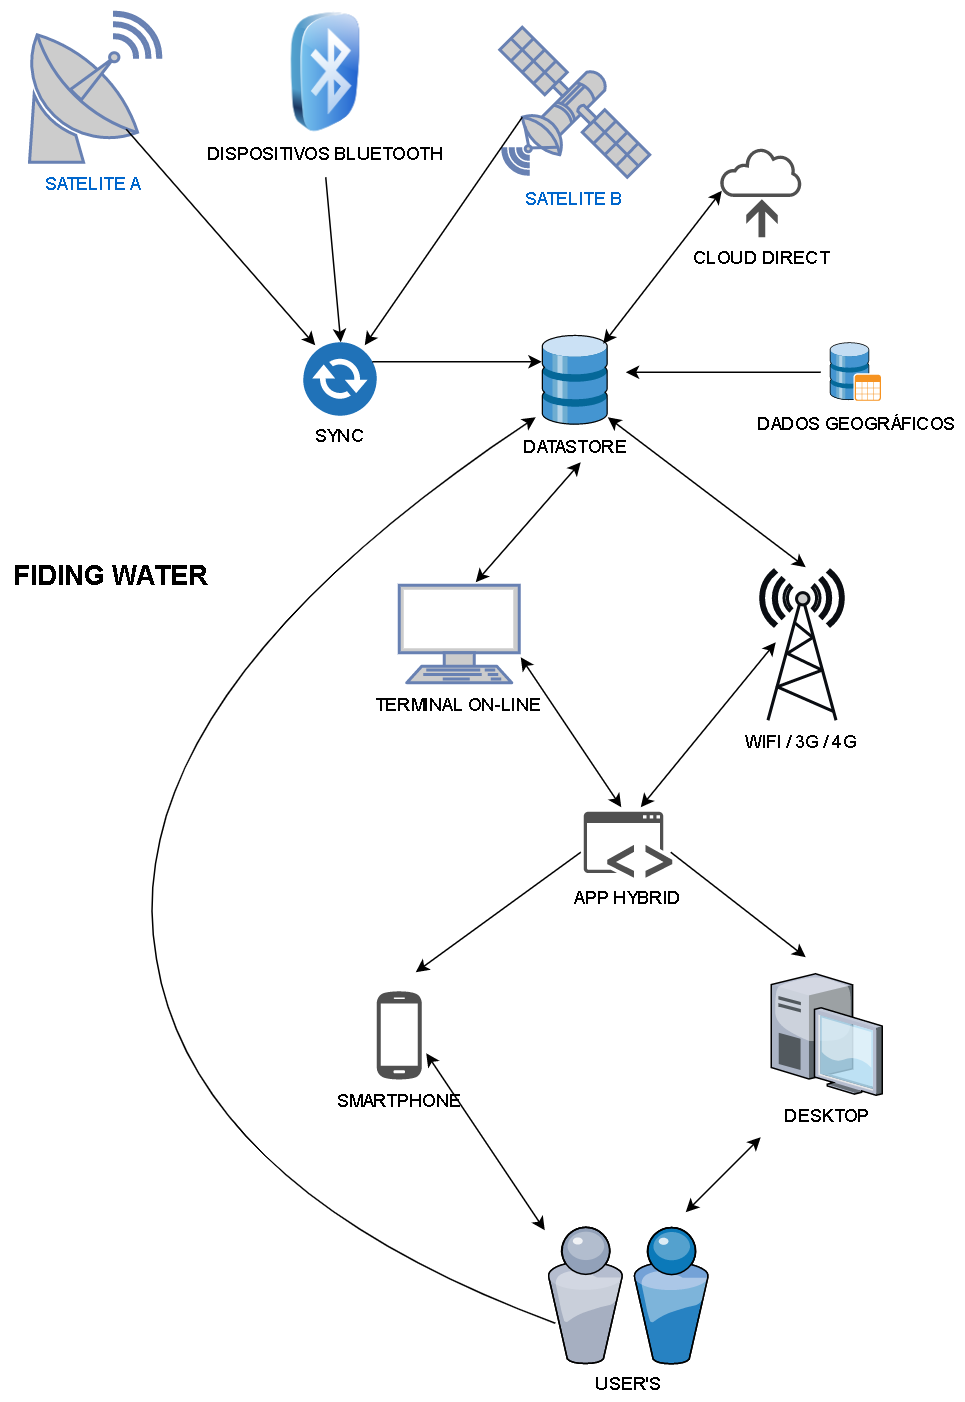 DISPOSITIVOS BLUETOOTH
SATELITE A
SATELITE B
CLOUD DIRECT
DADOS GEOGRÁFICOS
SYNC
DATASTORE
FIDING WATER
TERMINAL ON-LINE
WIFI / 3G / 4G
APP HYBRID
SMARTPHONE
DESKTOP
USER'S